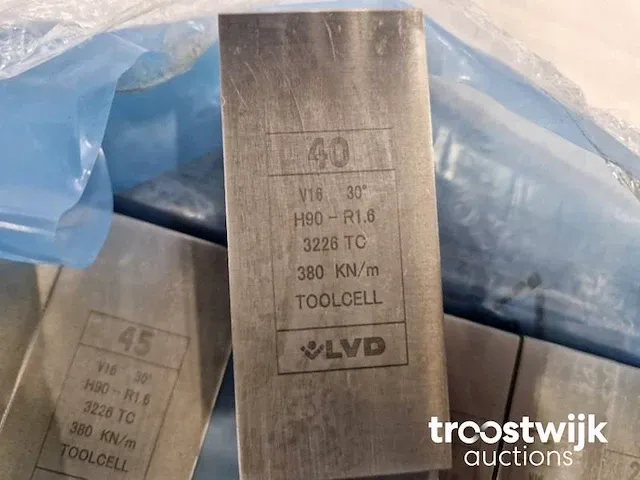 40
V16 30°
H90 - R1.6
3226 TC
380 KN/m
TOOLCELL
LVD
45
V16 30°
H90 - R1.6
3226 TC
380 KN/m
TOOLCELL
troostwijk
auctions